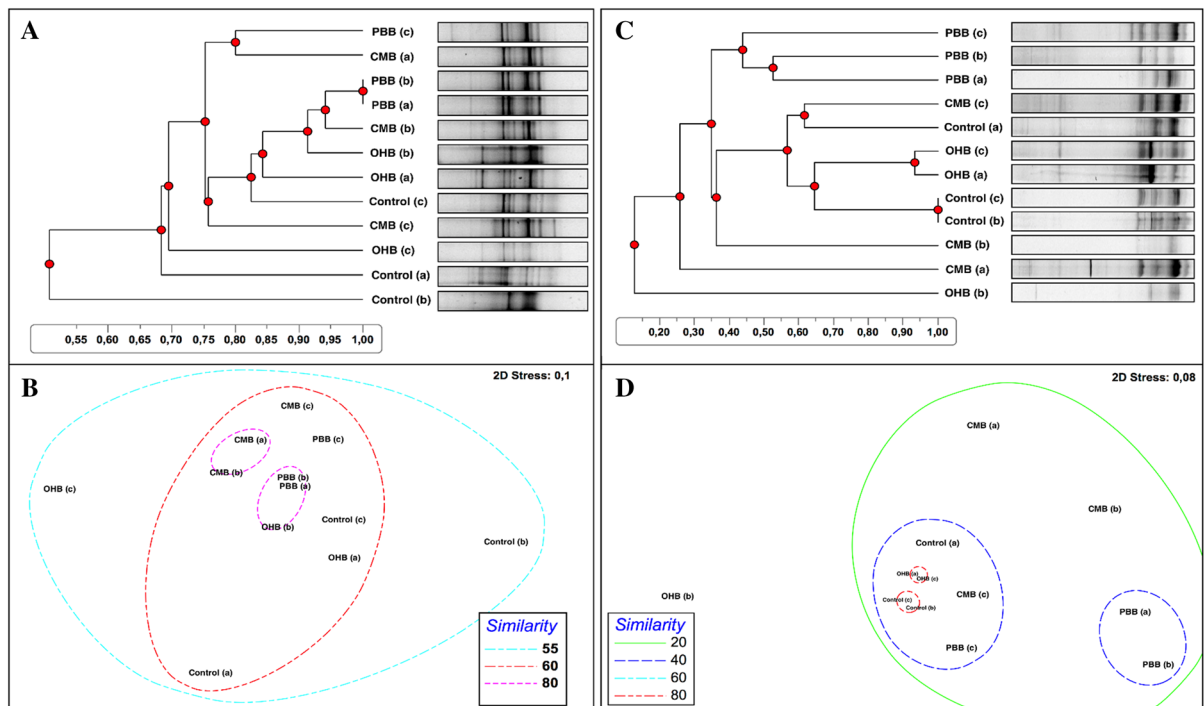 A
PBB (c)
CMB (a)
PBB (b)
PBB (a)
CMB (b)
OHB (b)
OHB (a)
Control (c)
CMB (c)
OHB (c)
Control (a)
Control (b)
0,55 0,60 0,65 0,70 0,75 0,80 0,85 0,90 0,95 1,00
C
PBB (c)
PBB (b)
PBB (a)
CMB (c)
Control (a)
OHB (c)
OHB (a)
Control (c)
Control (b)
CMB (b)
CMB (a)
OHB (b)
0,20 0,30 0,40 0,50 0,60 0,70 0,80 0,90 1,00
B
2D Stress: 0,1
CMB (c)
CMB (a)
PBB (c)
CMB (b)
PBB (b)
PBB (a)
OHB (c)
Control (c)
OHB (b)
Control (b)
OHB (a)
Control (a)
Similarity
55
60
80
D
2D Stress: 0,08
CMB (a)
CMB (b)
Control (a)
OHB (a)
OHB (c)
CMB (c)
OHB (b)
Control (c)
Control (b)
PBB (a)
PBB (c)
PBB (b)
Similarity
20
40
60
80